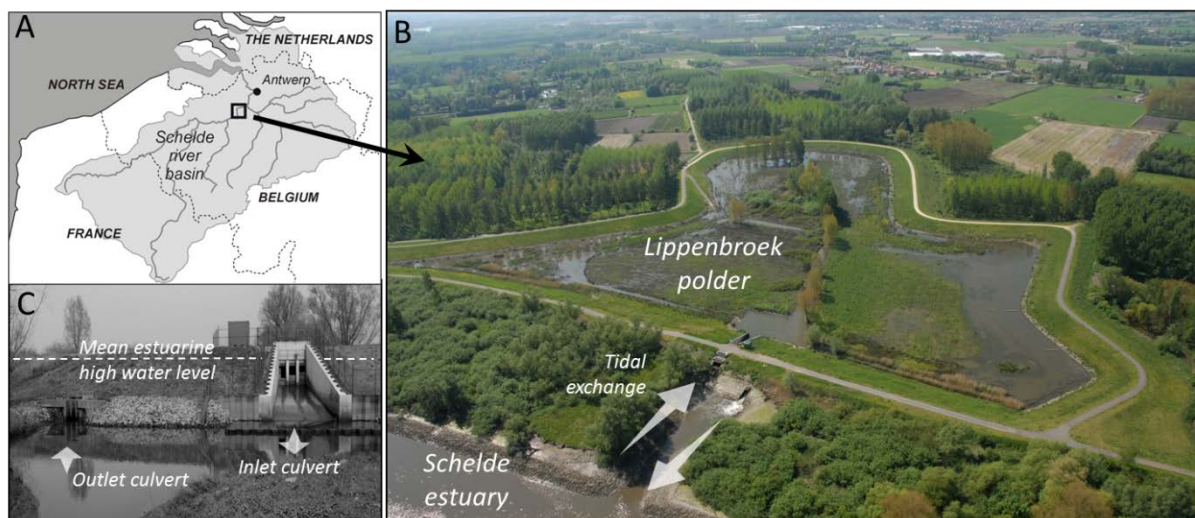 A
THE NETHERLANDS
NORTH SEA
Antwerp
Schelde
river
basin
BELGIUM
FRANCE
B
Lippenbroek
polder
Tidal
exchange
Schelde
estuary
C
Mean estuarine
high water level
Outlet culvert
Inlet culvert